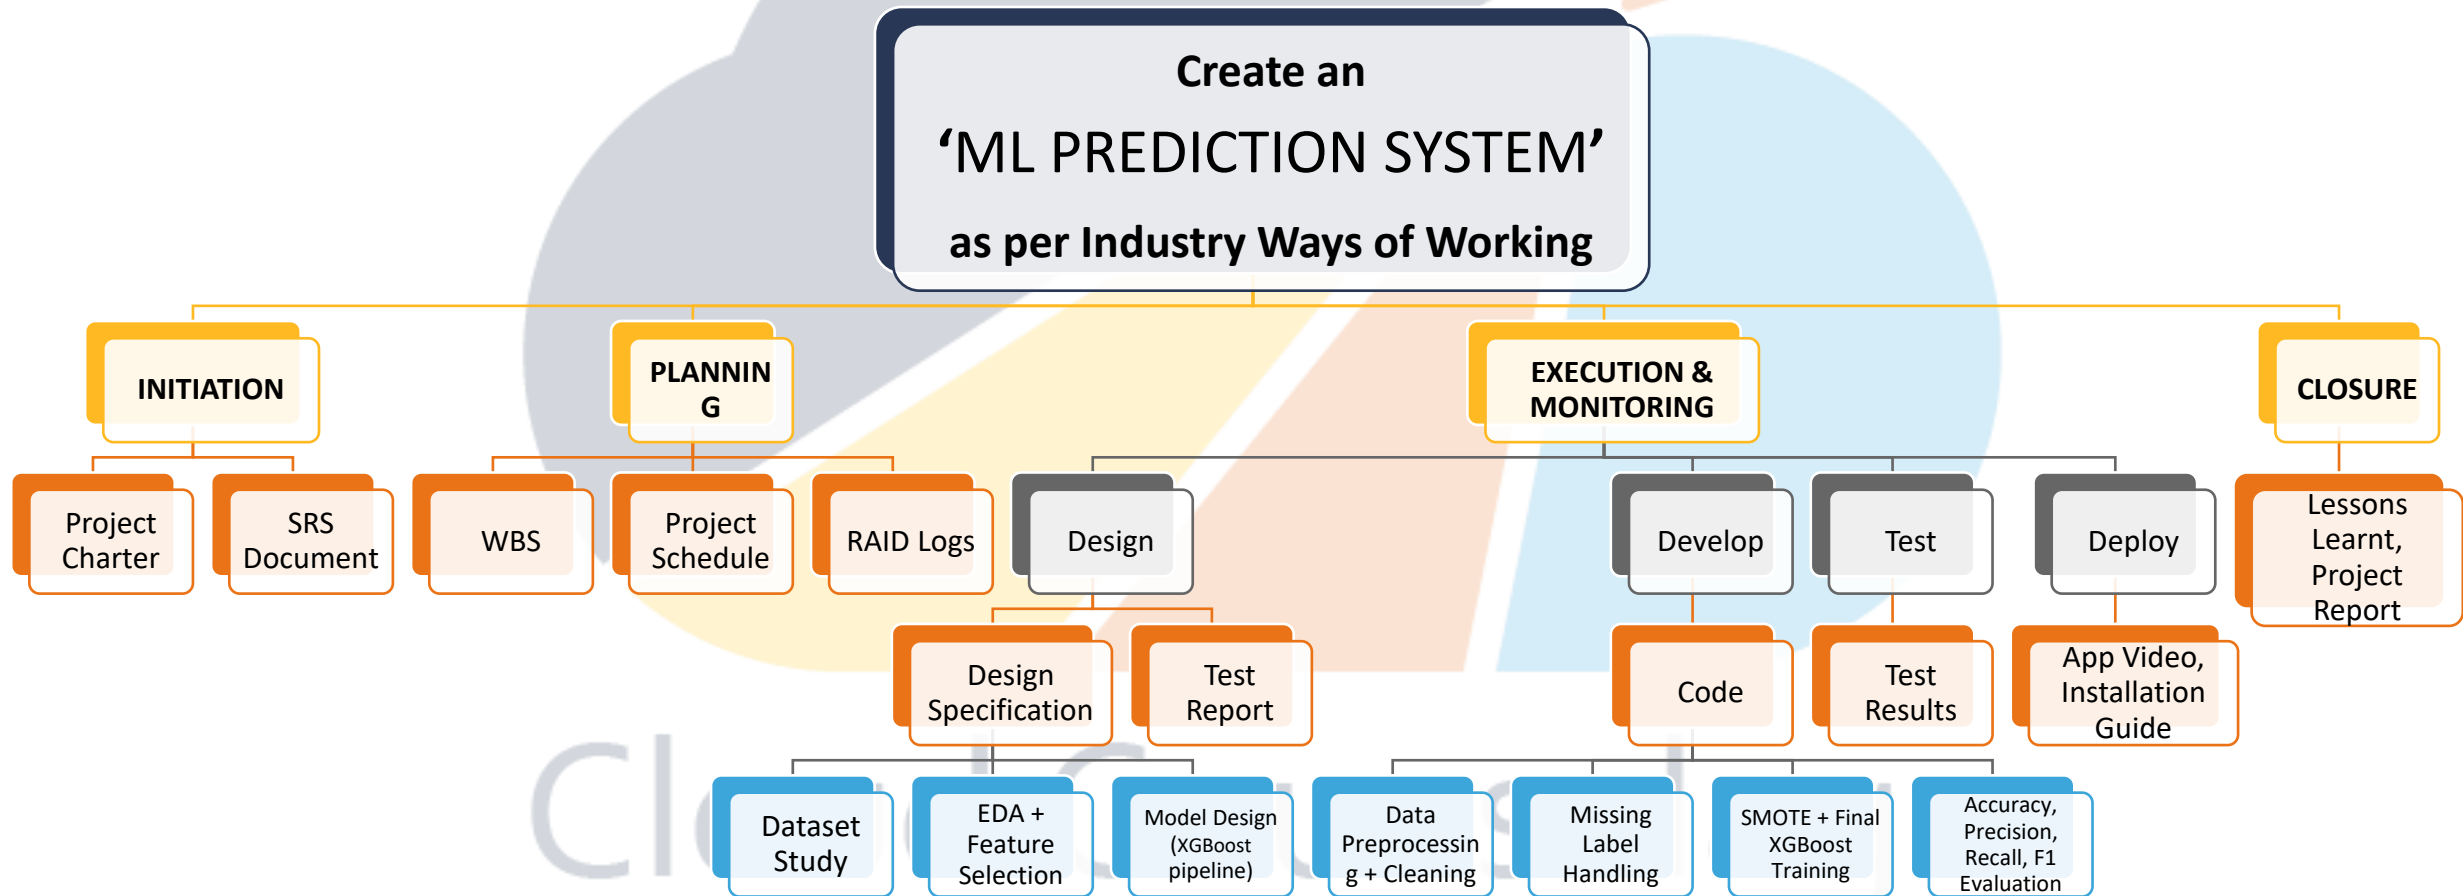 Create an
‘ML PREDICTION SYSTEM’
as per Industry Ways of Working
INITIATION
PLANNIN
G
EXECUTION &
MONITORING
CLOSURE
Project
Charter
SRS
Document
WBS
Project
Schedule
RAID Logs
Design
Develop
Test
Deploy
Lessons
Learnt,
Project
Report
Design
Specification
Test
Report
Code
Test
Results
App Video,
Installation
Guide
Dataset
Study
EDA +
Feature
Selection
Model Design
(XGBoost
pipeline)
Data
Preprocessin
g + Cleaning
Missing
Label
Handling
SMOTE + Final
XGBoost
Training
Accuracy,
Precision,
Recall, F1
Evaluation